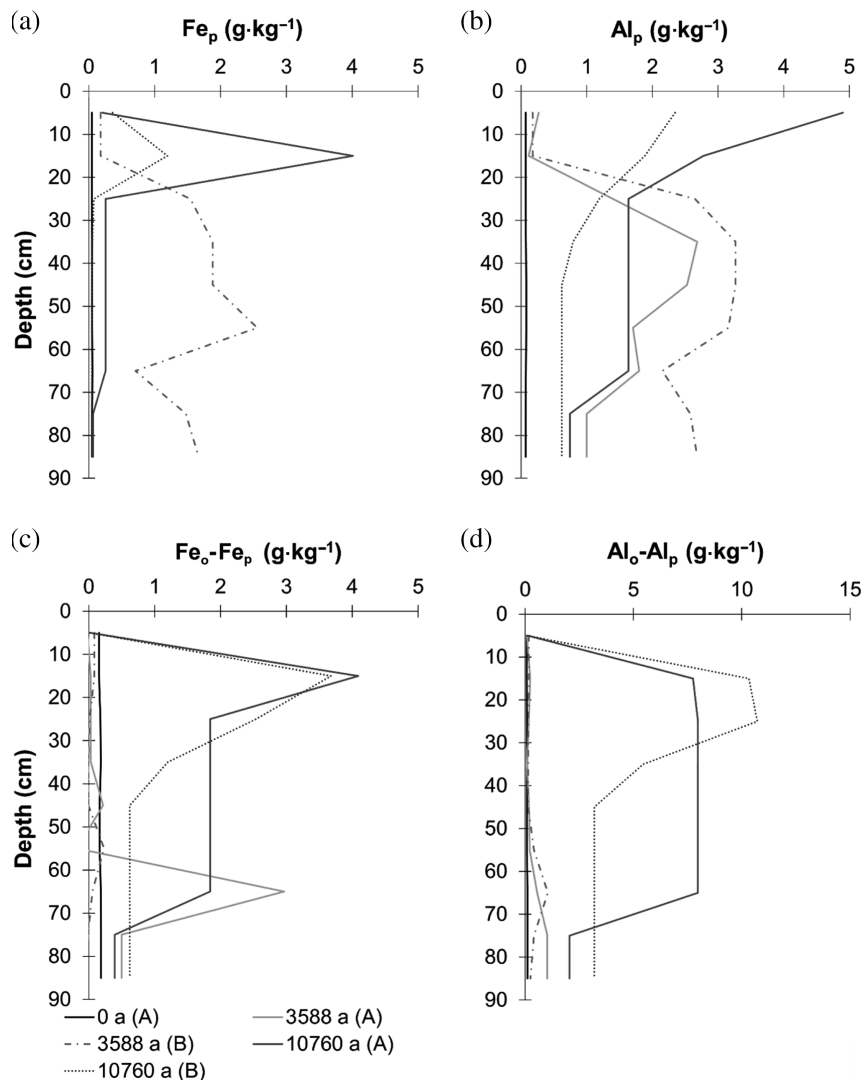 (a)
Feₚ (g·kg⁻¹)
0 1 2 3 4 5
0
10
20
30
40
50
60
70
80
90
Depth (cm)
(b)
Alₚ (g·kg⁻¹)
0 1 2 3 4 5
0
10
20
30
40
50
60
70
80
90
(c)
Feₒ-Feₚ (g·kg⁻¹)
0 1 2 3 4 5
0
10
20
30
40
50
60
70
80
90
Depth (cm)
(d)
Alₒ-Alₚ (g·kg⁻¹)
0 5 10 15
0
10
20
30
40
50
60
70
80
90
0 a (A) 3588 a (A)
3588 a (B) 10760 a (A)
10760 a (B)